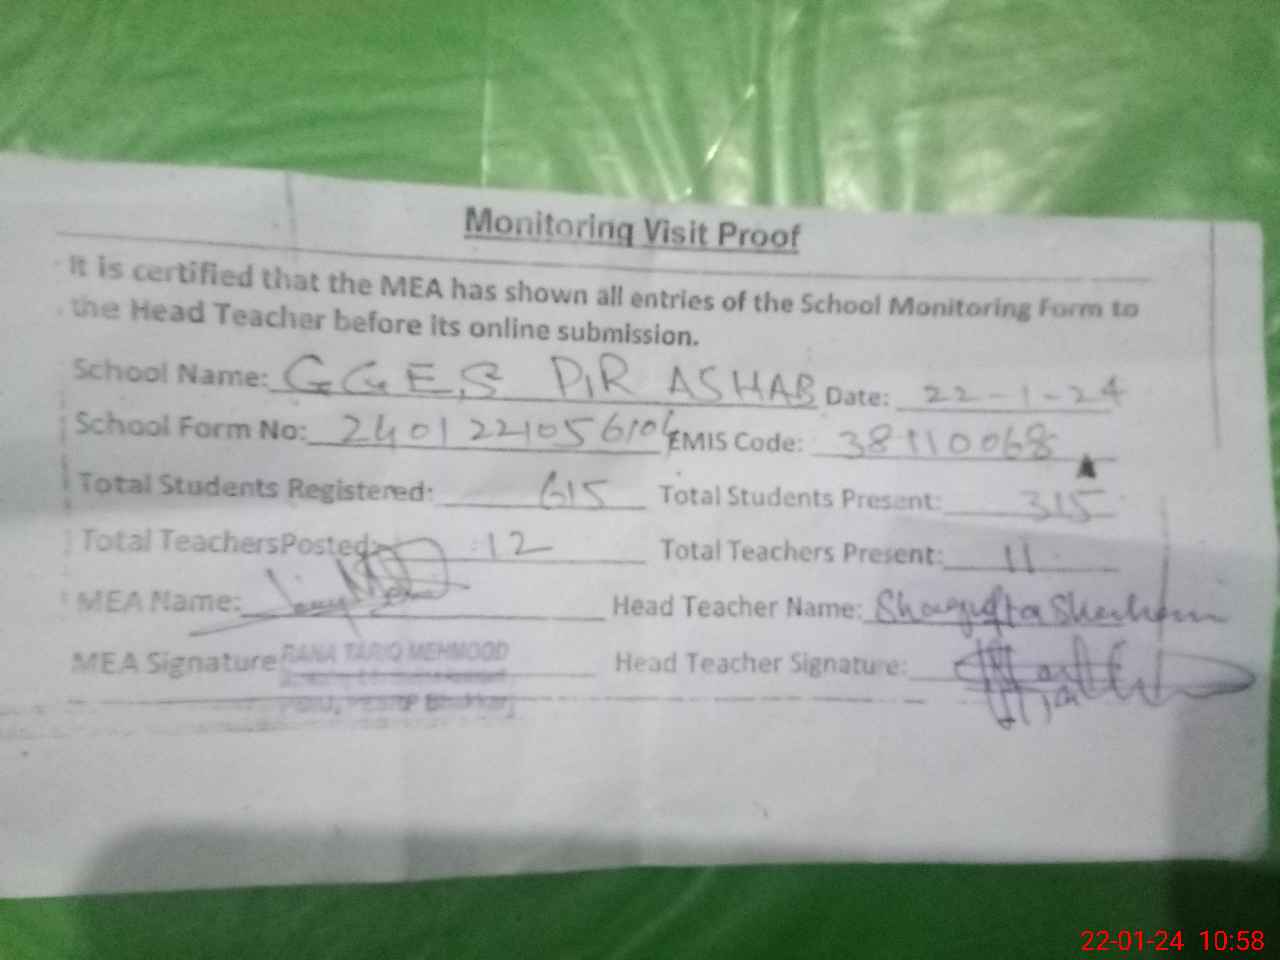 Monitoring Visit Proof
It is certified that the MEA has shown all entries of the School Monitoring Form to
the Head Teacher before its online submission.
School Name: GGES PIR ASHAB Date: 22-1-24
School Form No: EMIS Code: 38110068
Total Students Registered: 615 Total Students Present: 315
Total TeachersPosted: 12 Total Teachers Present: 11
MEA Name: Head Teacher Name: Shagufta
MEA Signature RANA TARIQ MEHMOOD Head Teacher Signature:
22-01-24 10:58